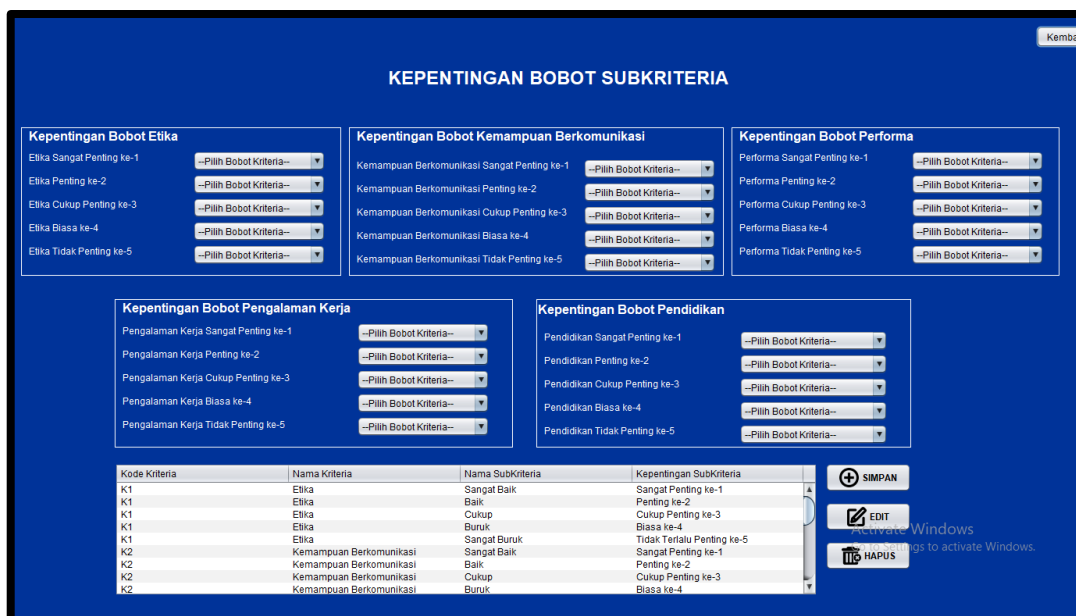 Kemba
KEPENTINGAN BOBOT SUBKRITERIA
Kepentingan Bobot Etika
Etika Sangat Penting ke-1 --Pilih Bobot Kriteria--
Etika Penting ke-2 --Pilih Bobot Kriteria--
Etika Cukup Penting ke-3 --Pilih Bobot Kriteria--
Etika Biasa ke-4 --Pilih Bobot Kriteria--
Etika Tidak Penting ke-5 --Pilih Bobot Kriteria--
Kepentingan Bobot Kemampuan Berkomunikasi
Kemampuan Berkomunikasi Sangat Penting ke-1 --Pilih Bobot Kriteria--
Kemampuan Berkomunikasi Penting ke-2 --Pilih Bobot Kriteria--
Kemampuan Berkomunikasi Cukup Penting ke-3 --Pilih Bobot Kriteria--
Kemampuan Berkomunikasi Biasa ke-4 --Pilih Bobot Kriteria--
Kemampuan Berkomunikasi Tidak Penting ke-5 --Pilih Bobot Kriteria--
Kepentingan Bobot Performa
Performa Sangat Penting ke-1 --Pilih Bobot Kriteria--
Performa Penting ke-2 --Pilih Bobot Kriteria--
Performa Cukup Penting ke-3 --Pilih Bobot Kriteria--
Performa Biasa ke-4 --Pilih Bobot Kriteria--
Performa Tidak Penting ke-5 --Pilih Bobot Kriteria--
Kepentingan Bobot Pengalaman Kerja
Pengalaman Kerja Sangat Penting ke-1 --Pilih Bobot Kriteria--
Pengalaman Kerja Penting ke-2 --Pilih Bobot Kriteria--
Pengalaman Kerja Cukup Penting ke-3 --Pilih Bobot Kriteria--
Pengalaman Kerja Biasa ke-4 --Pilih Bobot Kriteria--
Pengalaman Kerja Tidak Penting ke-5 --Pilih Bobot Kriteria--
Kepentingan Bobot Pendidikan
Pendidikan Sangat Penting ke-1 --Pilih Bobot Kriteria--
Pendidikan Penting ke-2 --Pilih Bobot Kriteria--
Pendidikan Cukup Penting ke-3 --Pilih Bobot Kriteria--
Pendidikan Biasa ke-4 --Pilih Bobot Kriteria--
Pendidikan Tidak Penting ke-5 --Pilih Bobot Kriteria--
Kode Kriteria Nama Kriteria Nama SubKriteria Kepentingan SubKriteria
K1 Etika Sangat Baik Sangat Penting ke-1
K1 Etika Baik Penting ke-2
K1 Etika Cukup Cukup Penting ke-3
K1 Etika Buruk Biasa ke-4
K1 Etika Sangat Buruk Tidak Terlalu Penting ke-5
K2 Kemampuan Berkomunikasi Sangat Baik Sangat Penting ke-1
K2 Kemampuan Berkomunikasi Baik Penting ke-2
K2 Kemampuan Berkomunikasi Cukup Cukup Penting ke-3
K2 Kemampuan Berkomunikasi Buruk Biasa ke-4
SIMPAN
EDIT
HAPUS
Activate Windows
Go to Settings to activate Windows.